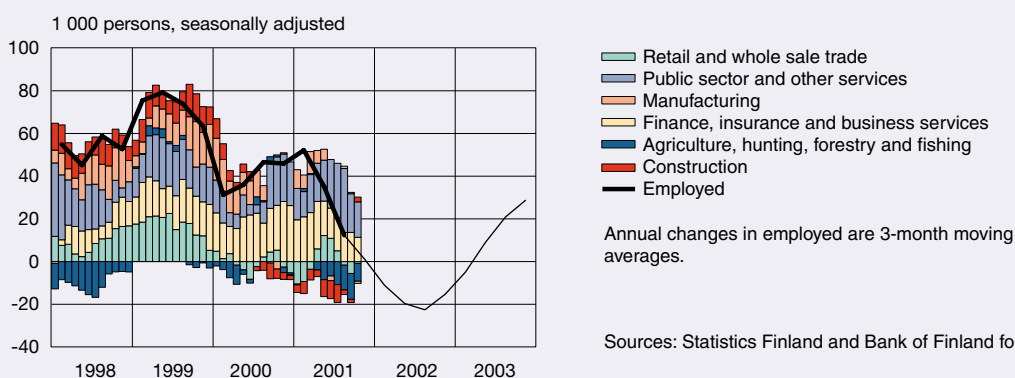 1 000 persons, seasonally adjusted
100
80
60
40
20
0
-20
-40
1998 1999 2000 2001 2002 2003
Retail and whole sale trade
Public sector and other services
Manufacturing
Finance, insurance and business services
Agriculture, hunting, forestry and fishing
Construction
Employed
Annual changes in employed are 3-month moving
averages.
Sources: Statistics Finland and Bank of Finland fo